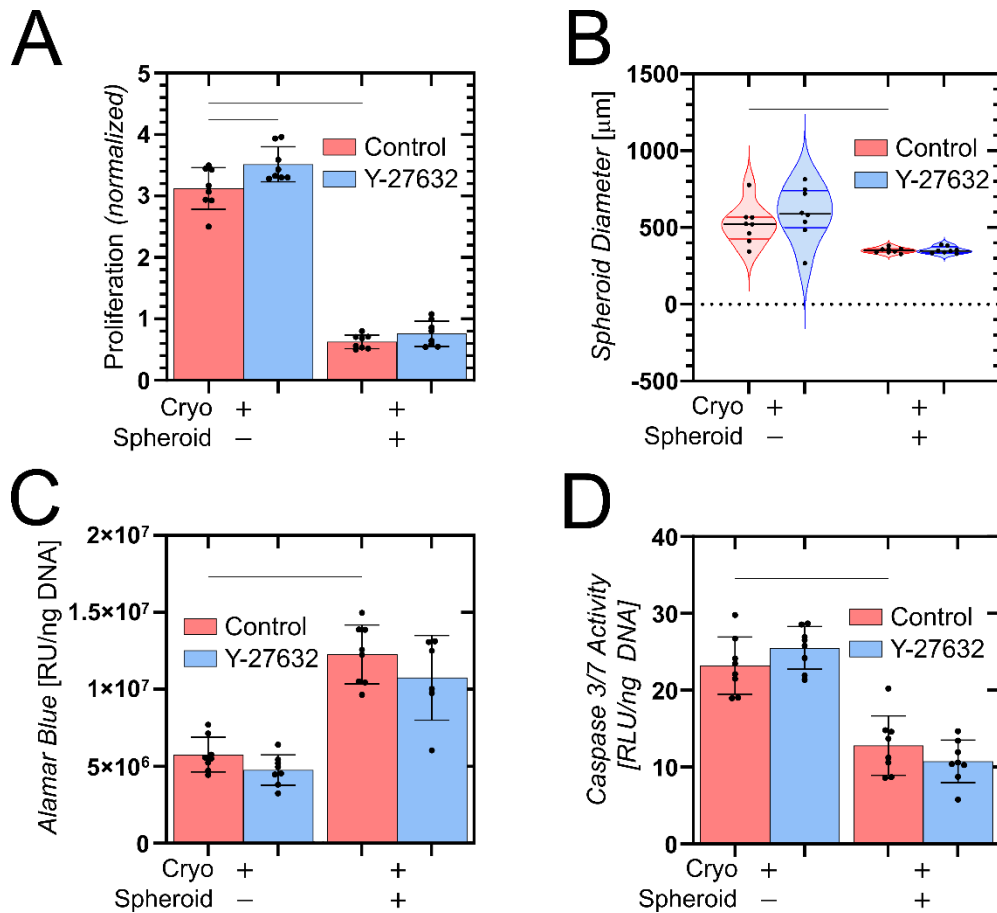 A
Proliferation (normalized)
5
4
3
2
1
0
Control
Y-27632
Cryo + +
Spheroid − +
B
Spheroid Diameter [µm]
1500
1000
500
0
-500
Control
Y-27632
Cryo + +
Spheroid − +
C
Alamar Blue [RU/ng DNA]
2×10⁷
1.5×10⁷
1×10⁷
5×10⁶
0
Control
Y-27632
Cryo + +
Spheroid − +
D
Caspase 3/7 Activity
[RLU/ng DNA]
40
30
20
10
0
Control
Y-27632
Cryo + +
Spheroid − +